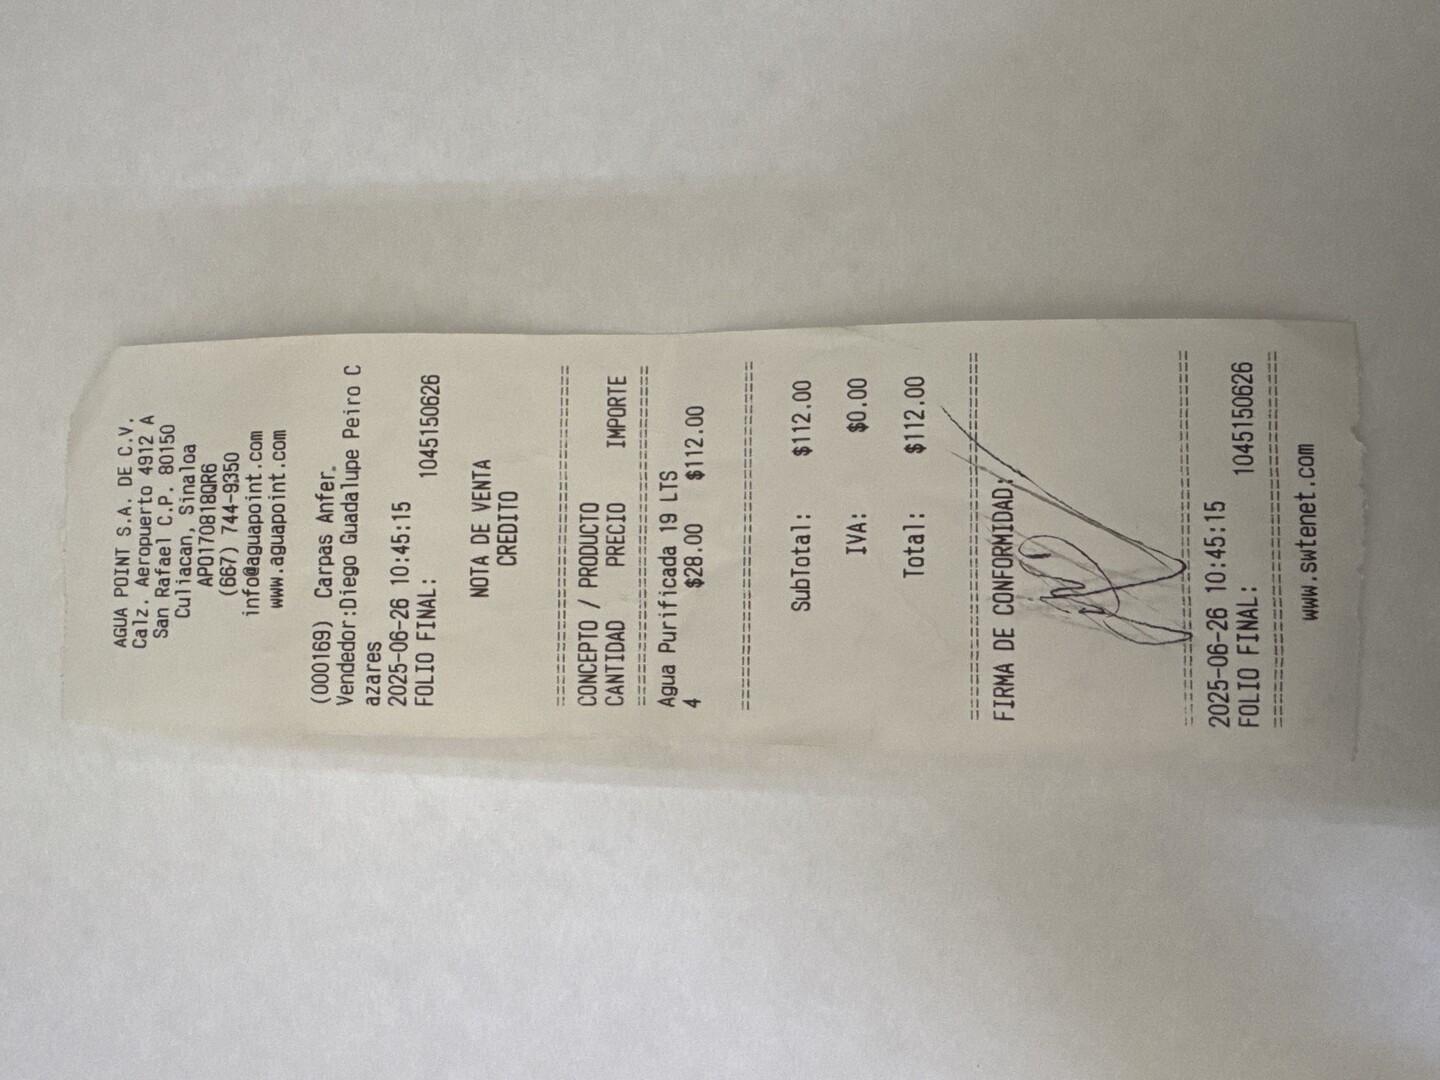 AGUA POINT S.A. DE C.V.
Calz. Aeropuerto 4912 A
San Rafael C.P. 80150
Culiacan, Sinaloa
APO170818QR6
(667) 744-9350
info@aguapoint.com
www.aguapoint.com
(000169) Carpas Anfer.
Vendedor:Diego Guadalupe Peiro C
azares
2025-06-26 10:45:15
FOLIO FINAL: 1045150626
NOTA DE VENTA
CREDITO
================================
CONCEPTO / PRODUCTO
CANTIDAD PRECIO IMPORTE
================================
Agua Purificada 19 LTS
4 $28.00 $112.00
================================
SubTotal: $112.00
IVA: $0.00
Total: $112.00
================================
FIRMA DE CONFORMIDAD:
================================
2025-06-26 10:45:15
FOLIO FINAL: 1045150626
================================
www.swtenet.com